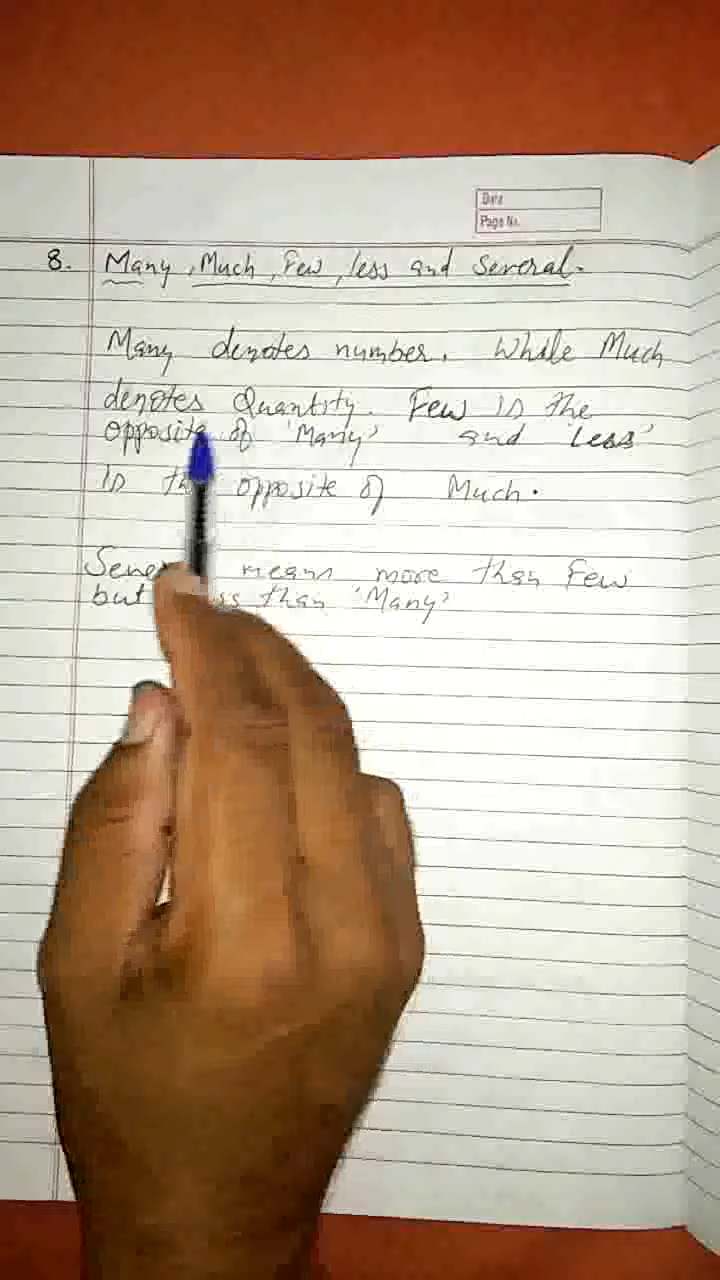 Date
Page No.
8. Many, Much, Few, less and Several.
Many denotes number. While Much
denotes Quantity. Few is the
opposite of 'Many' and 'Less'
is the opposite of Much.
means more than Few
but than 'Many'